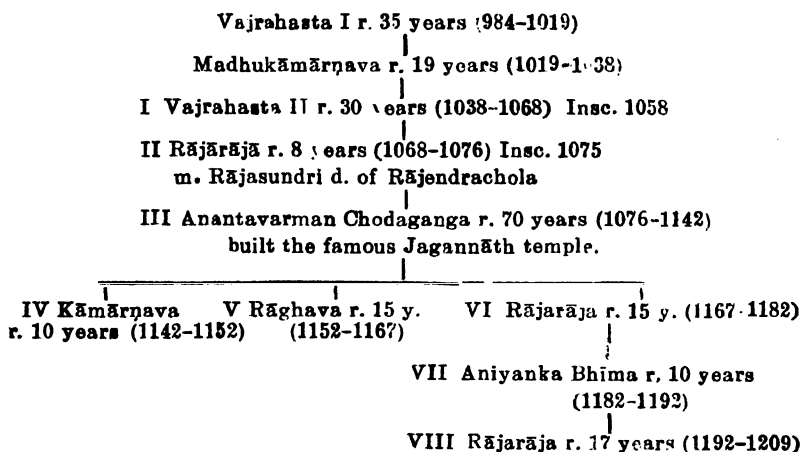 Vajrahasta I r. 35 years (984-1019)
Madhukāmārṇava r. 19 years (1019-1038)
I Vajrahasta II r. 30 years (1038-1068) Insc. 1058
II Rājārājā r. 8 years (1068-1076) Insc. 1075
m. Rājasundri d. of Rājendrachola
III Anantavarman Chodaganga r. 70 years (1076-1142)
built the famous Jagannāth temple.
IV Kāmārṇava V Rāghava r. 15 y. VI Rājarāja r. 15 y. (1167-1182)
r. 10 years (1142-1152) (1152-1167)
VII Aniyanka Bhīma r. 10 years
(1182-1192)
VIII Rājarāja r. 17 years (1192-1209)